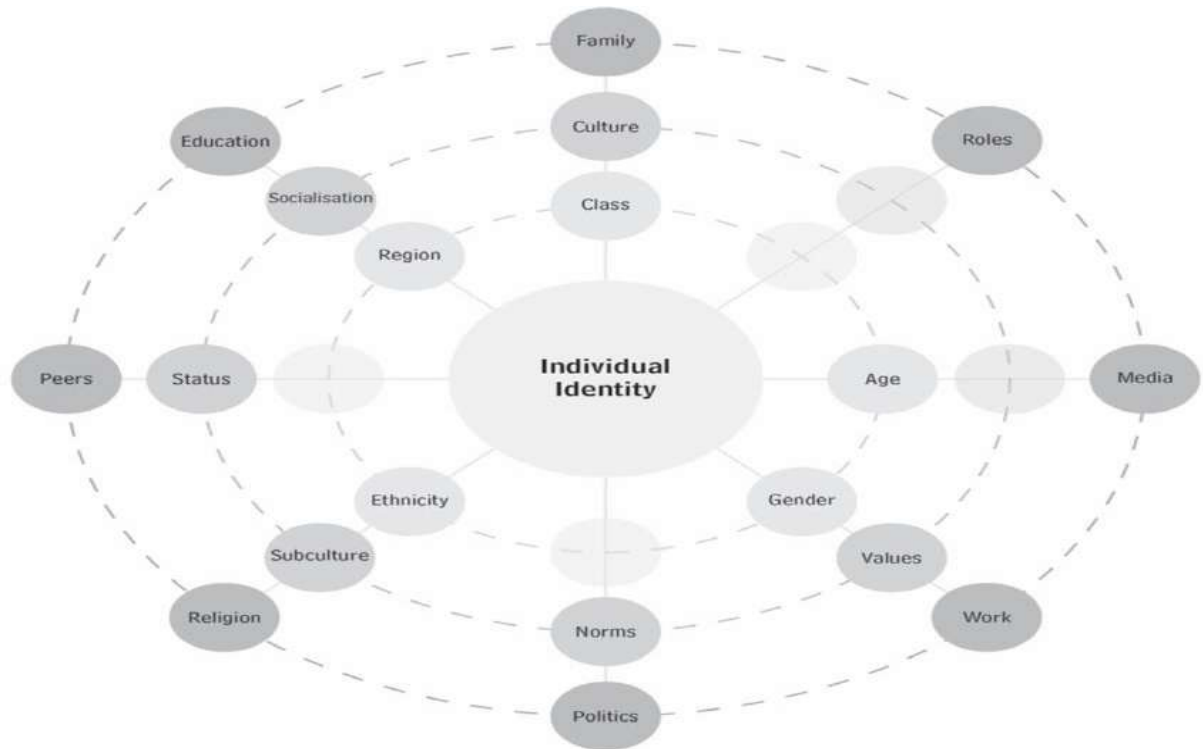 Family
Culture
Education
Roles
Socialisation
Class
Region
Individual
Identity
Peers
Status
Age
Media
Ethnicity
Gender
Subculture
Values
Religion
Norms
Work
Politics